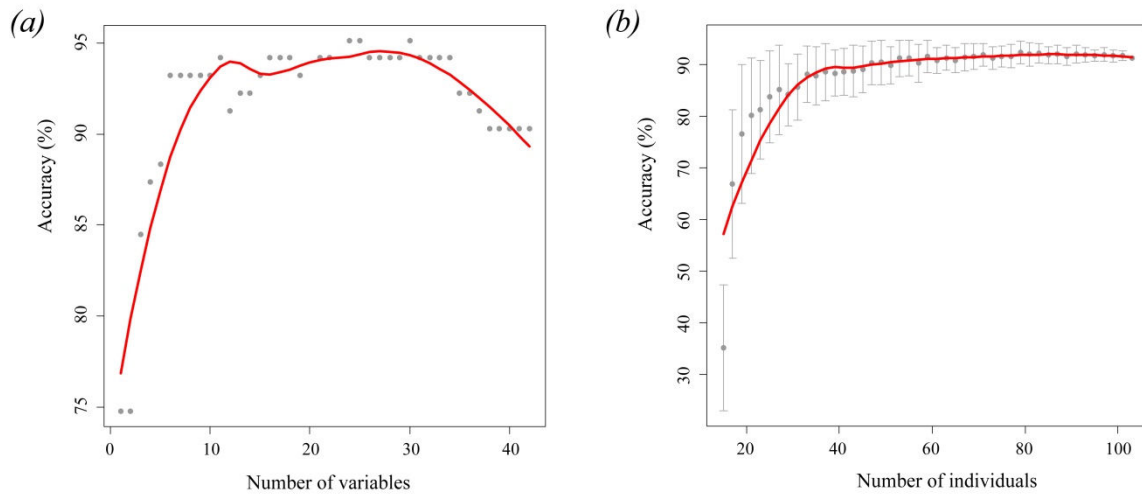 (a)
95
90
85
80
75
Accuracy (%)
0 10 20 30 40
Number of variables
(b)
90
80
70
60
50
40
30
Accuracy (%)
20 40 60 80 100
Number of individuals